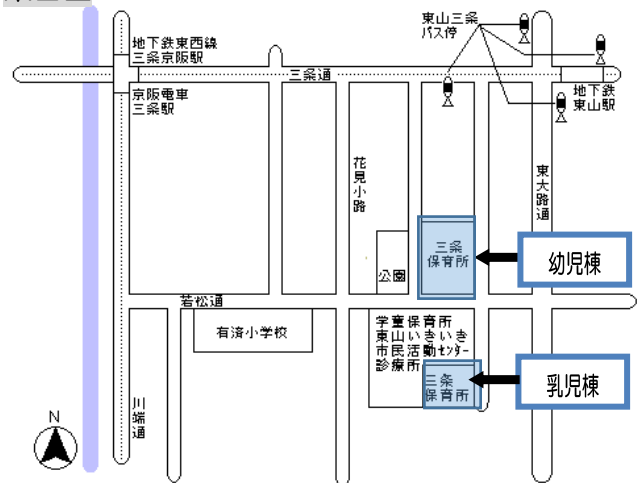 地下鉄東西線
三条京阪駅
東山三条
バス停
三条通
京阪電車
三条駅
地下鉄
東山駅
花見小路
東大路通
三条
保育所
幼児棟
公園
若松通
有済小学校
学童保育所
東山いきいき
市民活動センター
診療所
三条
保育所
乳児棟
川端通
N